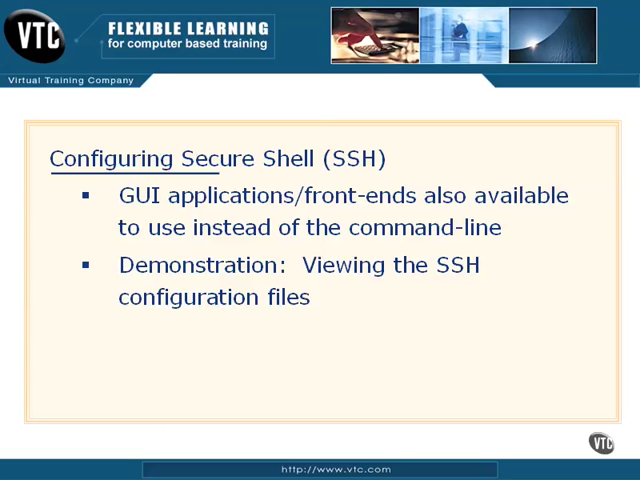 VTC
FLEXIBLE LEARNING
for computer based training
Virtual Training Company
Configuring Secure Shell (SSH)
▪ GUI applications/front-ends also available
to use instead of the command-line
▪ Demonstration: Viewing the SSH
configuration files
VTC
http://www.vtc.com